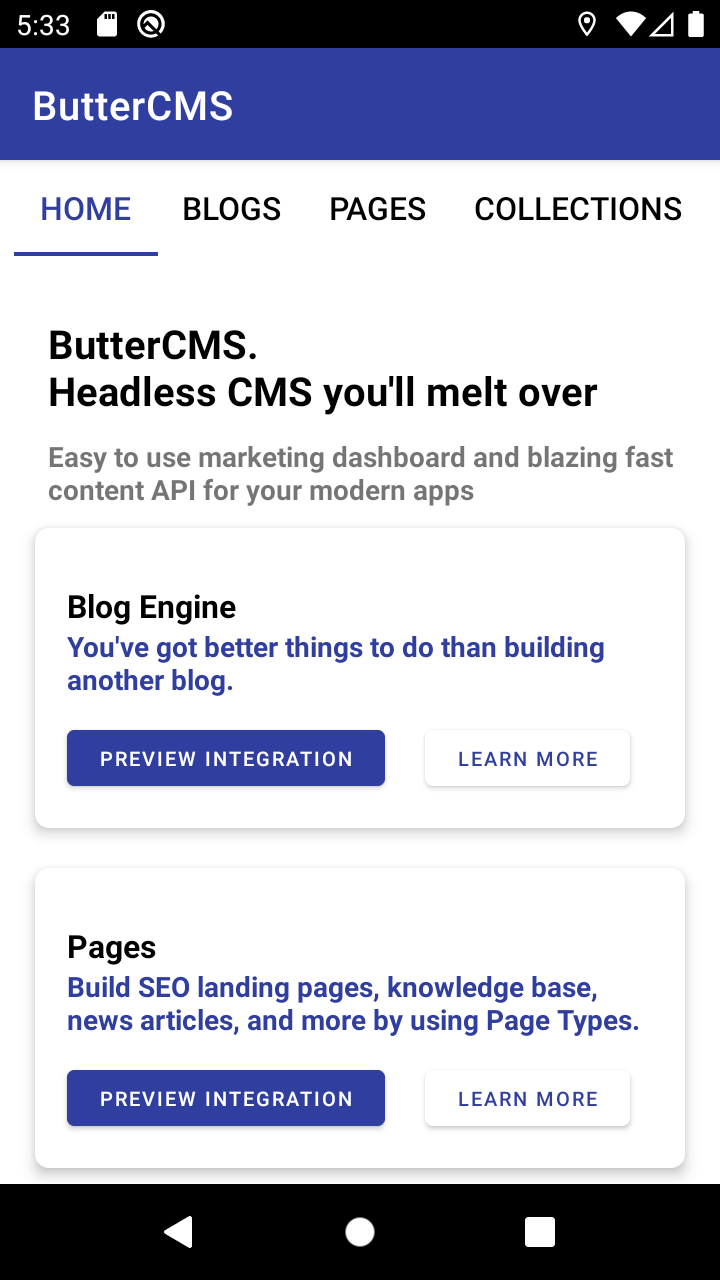 5:33
ButterCMS
HOME BLOGS PAGES COLLECTIONS
ButterCMS.
Headless CMS you'll melt over
Easy to use marketing dashboard and blazing fast
content API for your modern apps
Blog Engine
You've got better things to do than building
another blog.
PREVIEW INTEGRATION LEARN MORE
Pages
Build SEO landing pages, knowledge base,
news articles, and more by using Page Types.
PREVIEW INTEGRATION LEARN MORE